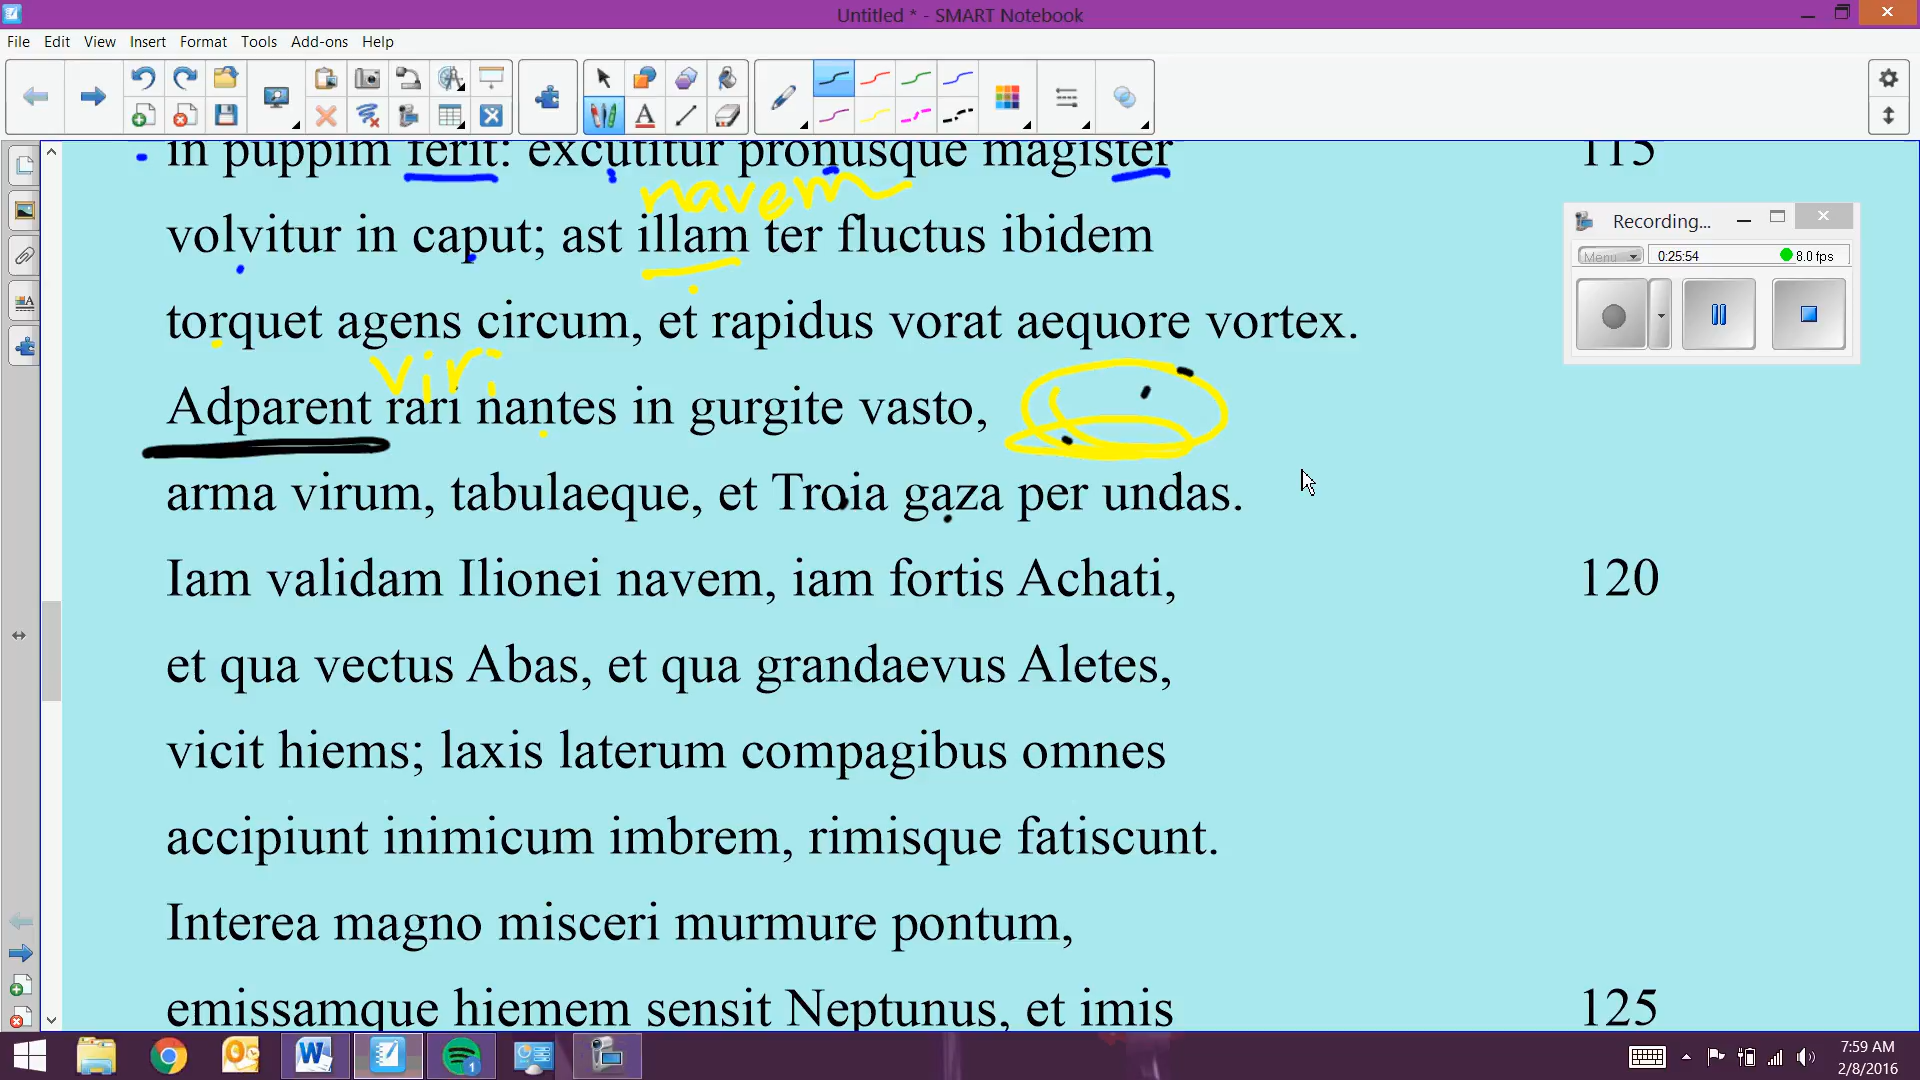 Untitled * - SMART Notebook
File Edit View Insert Format Tools Add-ons Help
in puppim ferit: excutitur pronusque magister 115
navem
volvitur in caput; ast illam ter fluctus ibidem
torquet agens circum, et rapidus vorat aequore vortex.
viri
Adparent rari nantes in gurgite vasto,
arma virum, tabulaeque, et Troia gaza per undas.
Iam validam Ilionei navem, iam fortis Achati, 120
et qua vectus Abas, et qua grandaevus Aletes,
vicit hiems; laxis laterum compagibus omnes
accipiunt inimicum imbrem, rimisque fatiscunt.
Interea magno misceri murmure pontum,
emissamque hiemem sensit Neptunus, et imis 125
Recording...
Menu 0:25:54 8.0 fps
7:59 AM
2/8/2016